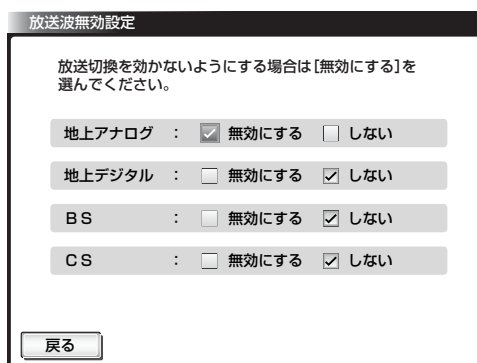 放送波無効設定
放送切換を効かないようにする場合は[無効にする]を
選んでください。
地上アナログ : 無効にする しない
地上デジタル : 無効にする しない
BS : 無効にする しない
CS : 無効にする しない
戻る